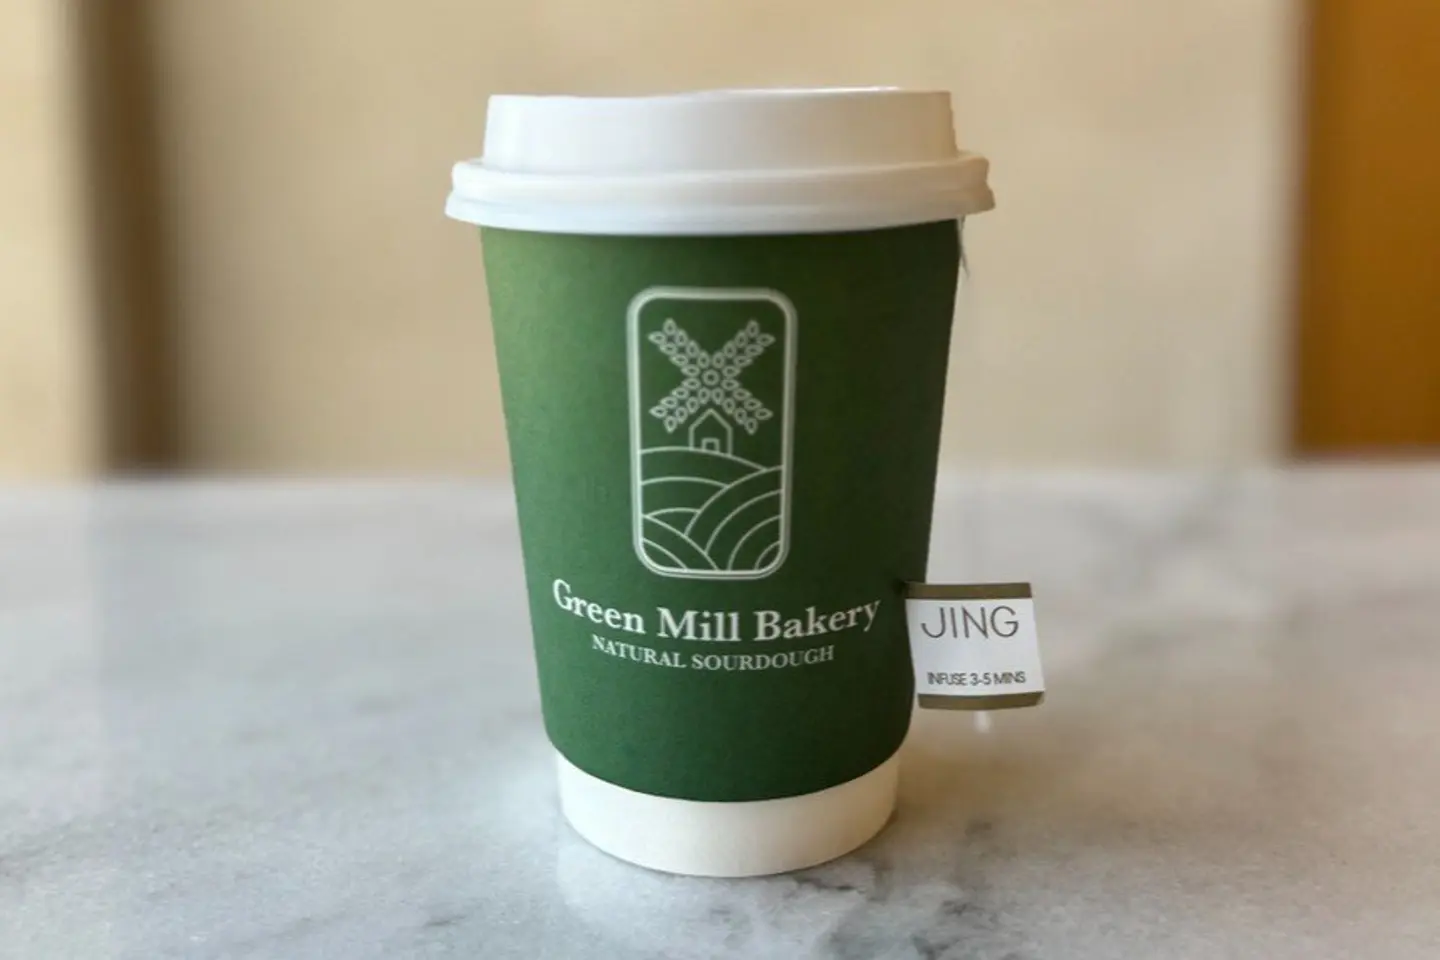 Green Mill Bakery
NATURAL SOURDOUGH
JING
INFUSE 3-5 MINS